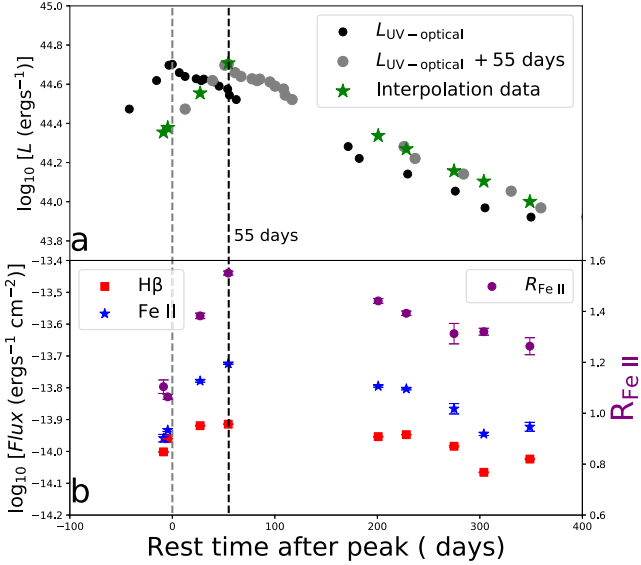 45.0
44.8
44.6
44.4
44.2
44.0
43.8
log₁₀ [L (ergs⁻¹)]
L_UV−optical
L_UV−optical + 55 days
Interpolation data
a
55 days
−13.4
−13.5
−13.6
−13.7
−13.8
−13.9
−14.0
−14.1
−14.2
log₁₀ [Flux (ergs⁻¹ cm⁻²)]
Hβ
Fe II
R_Fe II
b
1.6
1.4
1.2
1.0
0.8
0.6
R_Fe II
−100
0
100
200
300
400
Rest time after peak ( days)